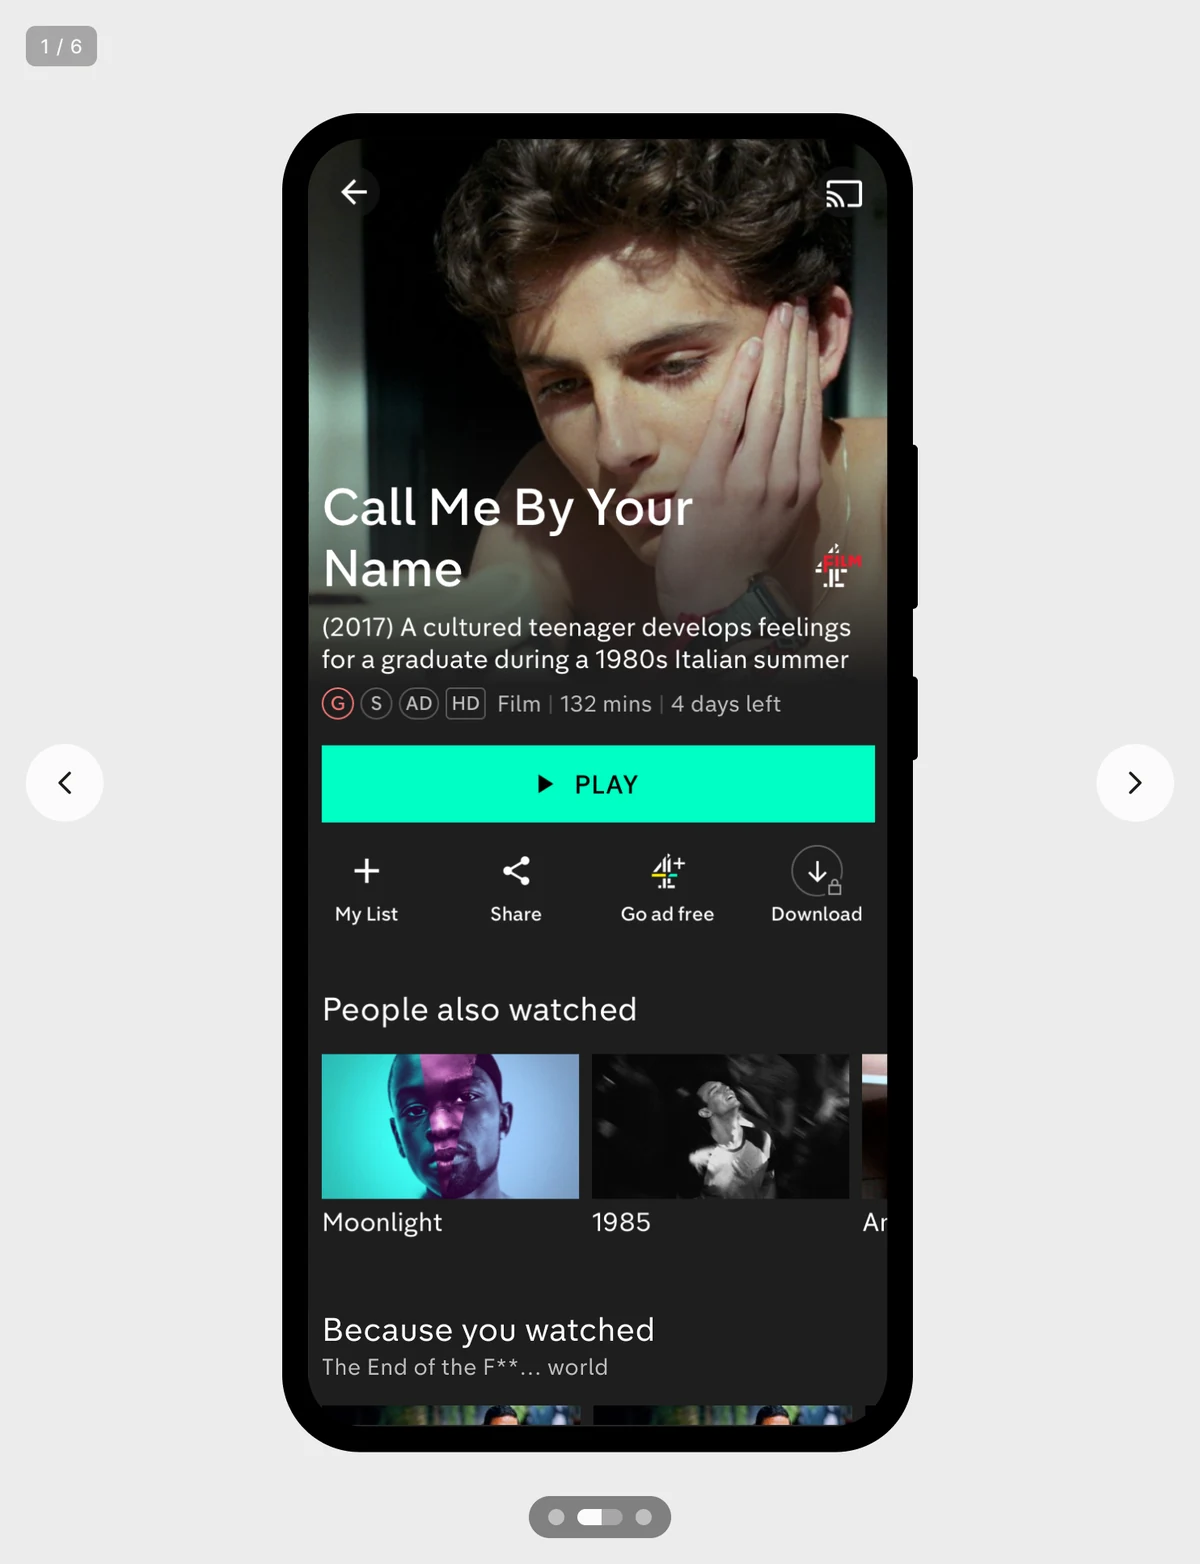 1 / 6
Call Me By Your
Name
4 FILM
(2017) A cultured teenager develops feelings
for a graduate during a 1980s Italian summer
G S AD HD Film | 132 mins | 4 days left
PLAY
My List Share Go ad free Download
People also watched
Moonlight 1985 Ar
Because you watched
The End of the F**... world